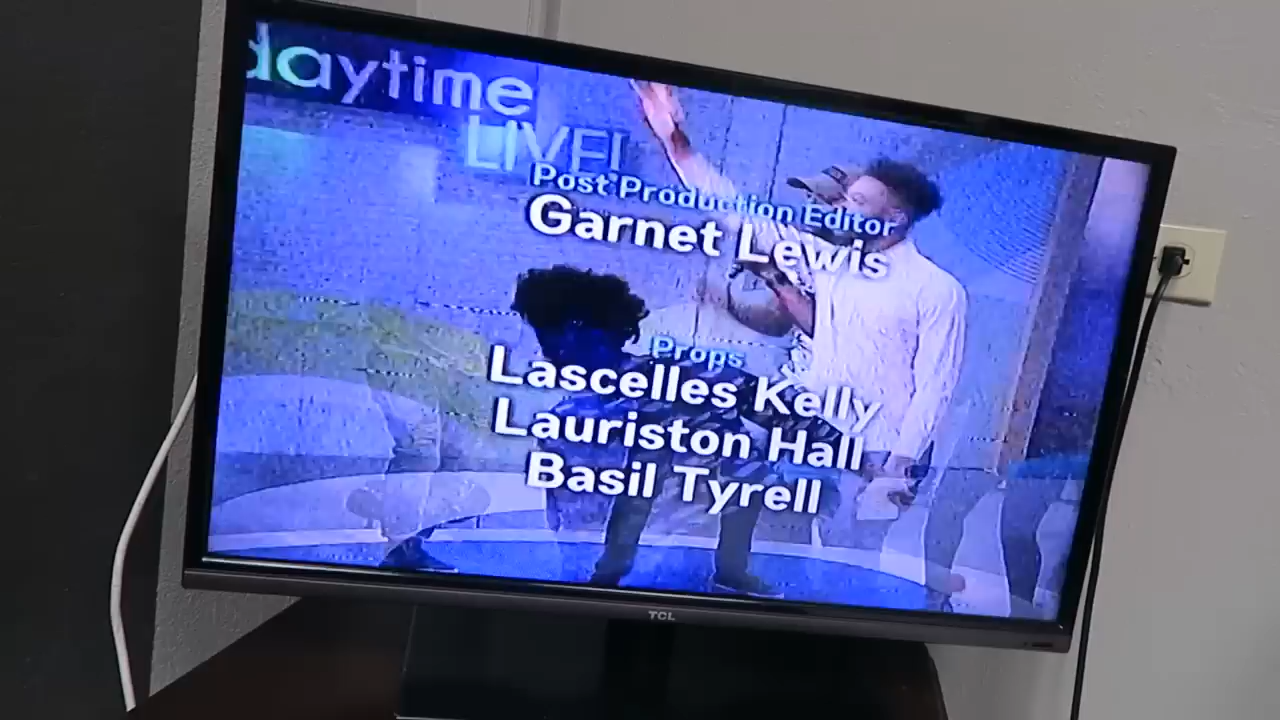 daytime
LIVE!
Post Production Editor
Garnet Lewis
Props
Lascelles Kelly
Lauriston Hall
Basil Tyrell
TCL